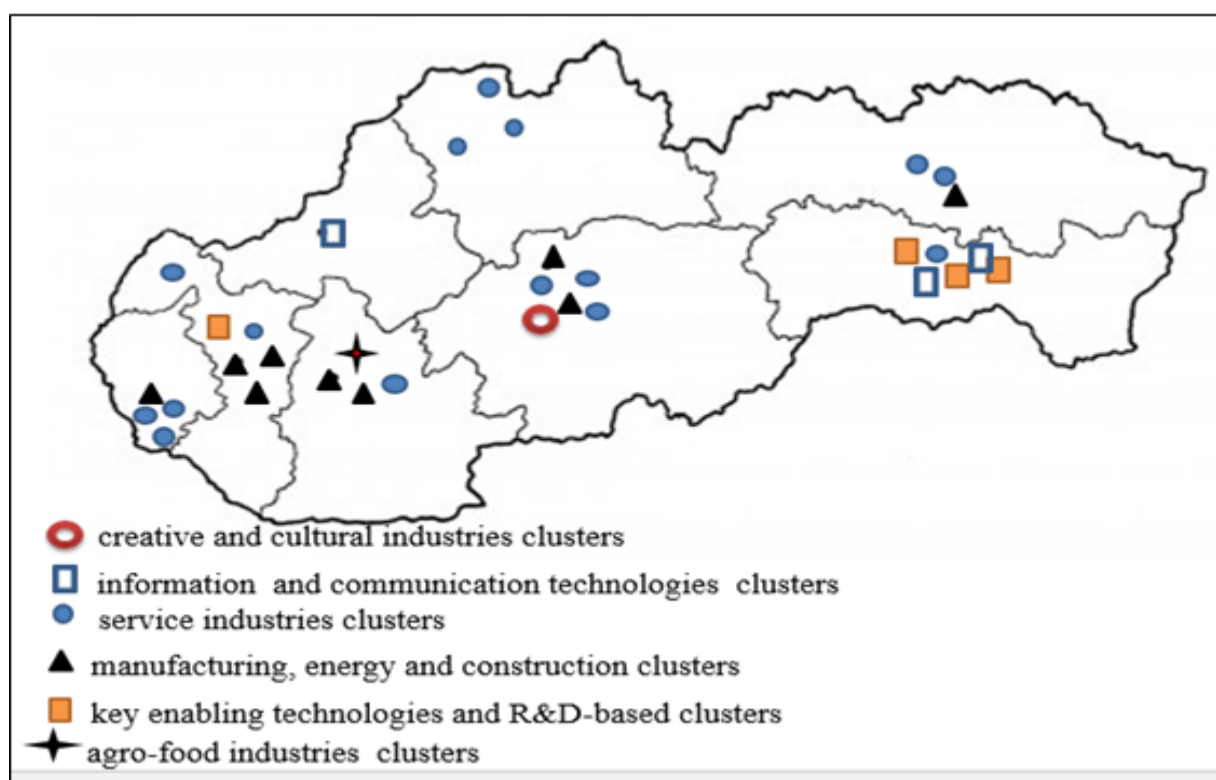 creative and cultural industries clusters
information and communication technologies clusters
service industries clusters
manufacturing, energy and construction clusters
key enabling technologies and R&D-based clusters
agro-food industries clusters